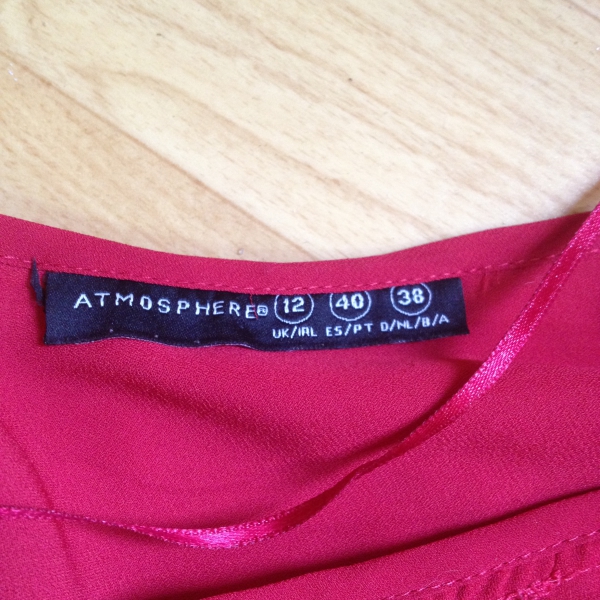 ATMOSPHERE® 12 40 38
UK/IRL ES/PT D/NL/B/A